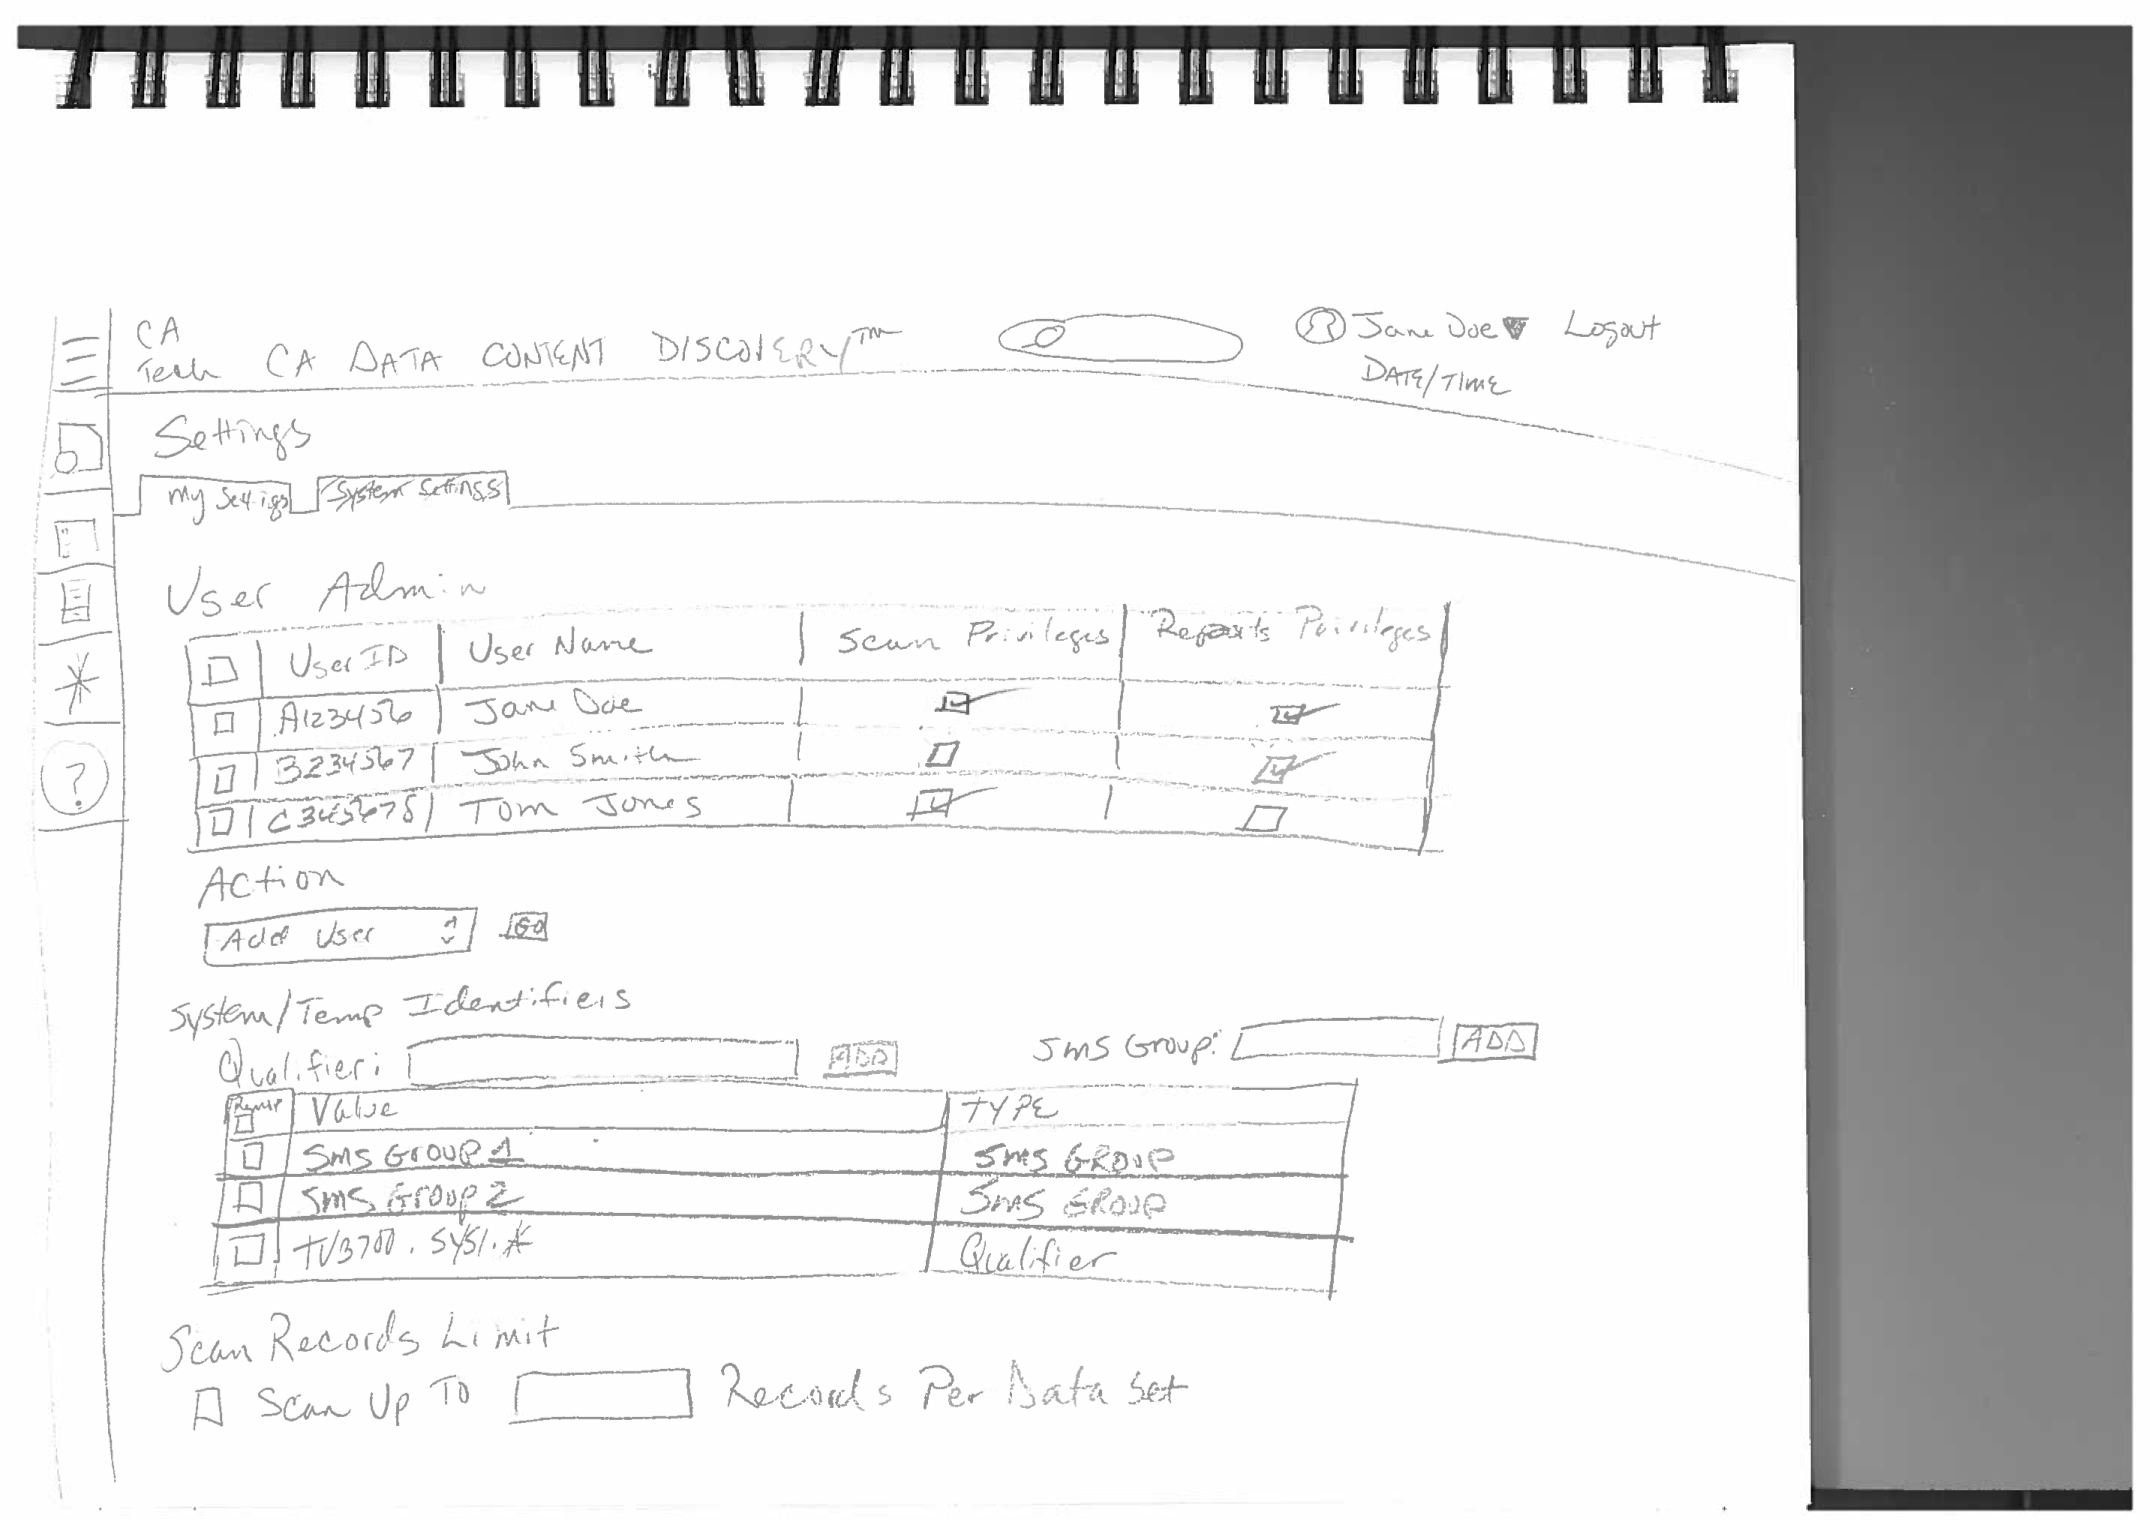 CA
Tech CA DATA CONTENT DISCOVERY™
Jane Doe Logout
DATE/TIME
Settings
My Settigs System Settings
User Admin
User ID User Name Scan Privileges Reports Privileges
A123456 Jane Doe
B234567 John Smith
C345678 Tom Jones
Action
Add User GO
System/Temp Identifiers
Qualifier: ADD SMS Group: ADD
Value TYPE
SMS Group 1 SMS GROUP
SMS Group 2 SMS GROUP
TV3700.SYS1.* Qualifier
Scan Records Limit
Scan Up To Records Per Data Set
?